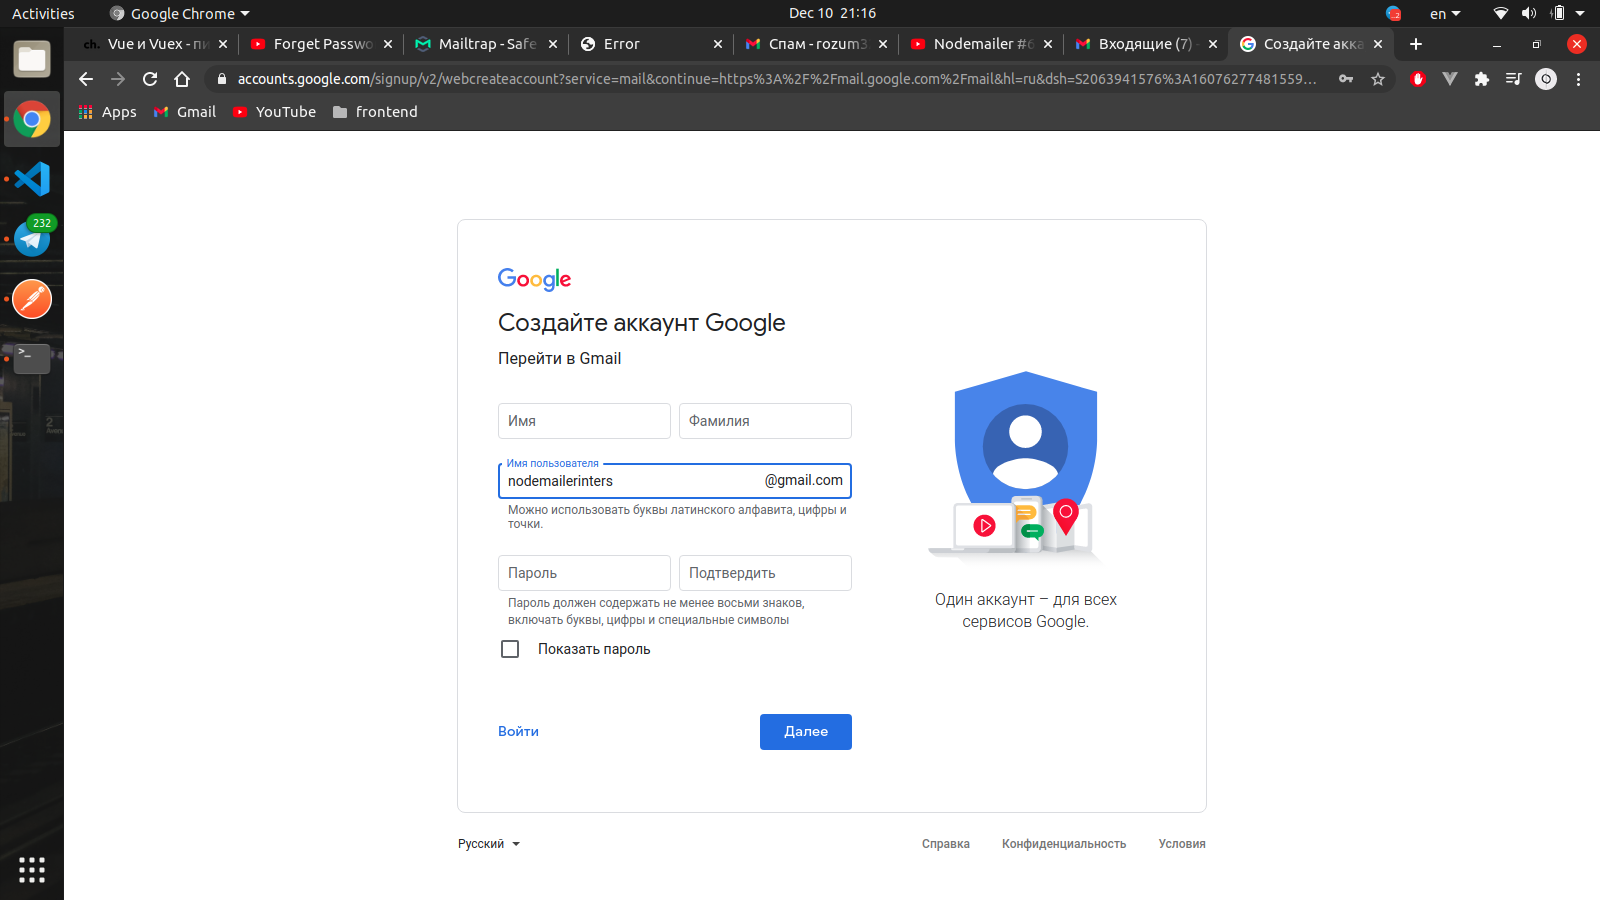 Activities
Google Chrome
Dec 10 21:16
en
ch. Vue и Vuex - пи
Forget Passwo
Mailtrap - Safe
Error
Спам - rozum3
Nodemailer #6
Входящие (7) -
Создайте акка
accounts.google.com/signup/v2/webcreateaccount?service=mail&continue=https%3A%2F%2Fmail.google.com%2Fmail&hl=ru&dsh=S2063941576%3A16076277481559...
Apps
Gmail
YouTube
frontend
232
Google
Создайте аккаунт Google
Перейти в Gmail
Имя
Фамилия
Имя пользователя
nodemailerinters
@gmail.com
Можно использовать буквы латинского алфавита, цифры и
точки.
Пароль
Подтвердить
Пароль должен содержать не менее восьми знаков,
включать буквы, цифры и специальные символы
Показать пароль
Войти
Далее
Один аккаунт – для всех
сервисов Google.
Русский
Справка
Конфиденциальность
Условия